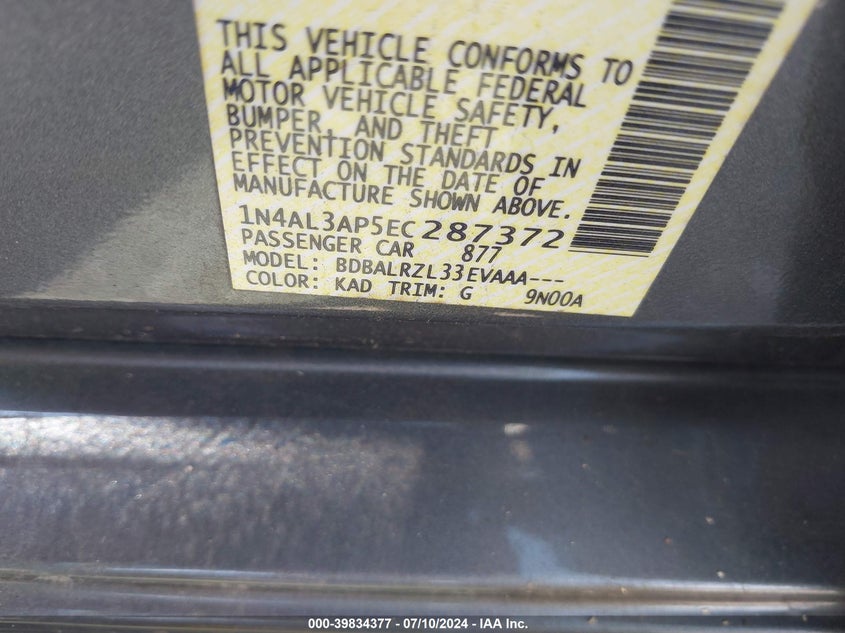 THIS VEHICLE CONFORMS TO
ALL APPLICABLE FEDERAL
MOTOR VEHICLE SAFETY,
BUMPER, AND THEFT
PREVENTION STANDARDS IN
EFFECT ON THE DATE OF
MANUFACTURE SHOWN ABOVE.
1N4AL3AP5EC287372
PASSENGER CAR 877
MODEL: BDBALRZL33EVAAA---
COLOR: KAD TRIM: G 9N00A
000-39834377 - 07/10/2024 - IAA Inc.